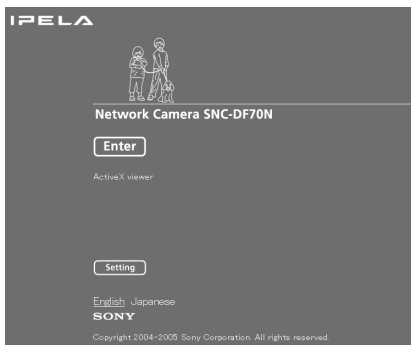 IPELA
Network Camera SNC-DF70N
Enter
ActiveX viewer
Setting
English Japanese
SONY
Copyright 2004-2005 Sony Corporation. All rights reserved.